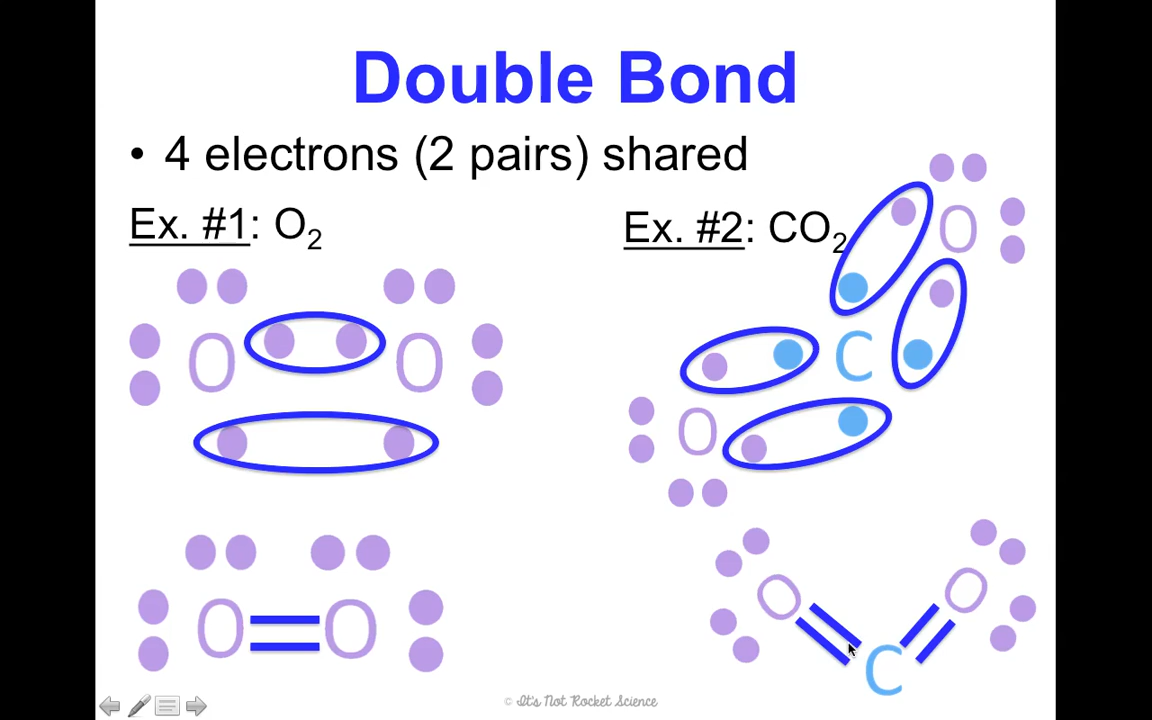 Double Bond
• 4 electrons (2 pairs) shared
Ex. #1: O₂
Ex. #2: CO₂
O O
O
C
O
O=O
O O
C
© It's Not Rocket Science